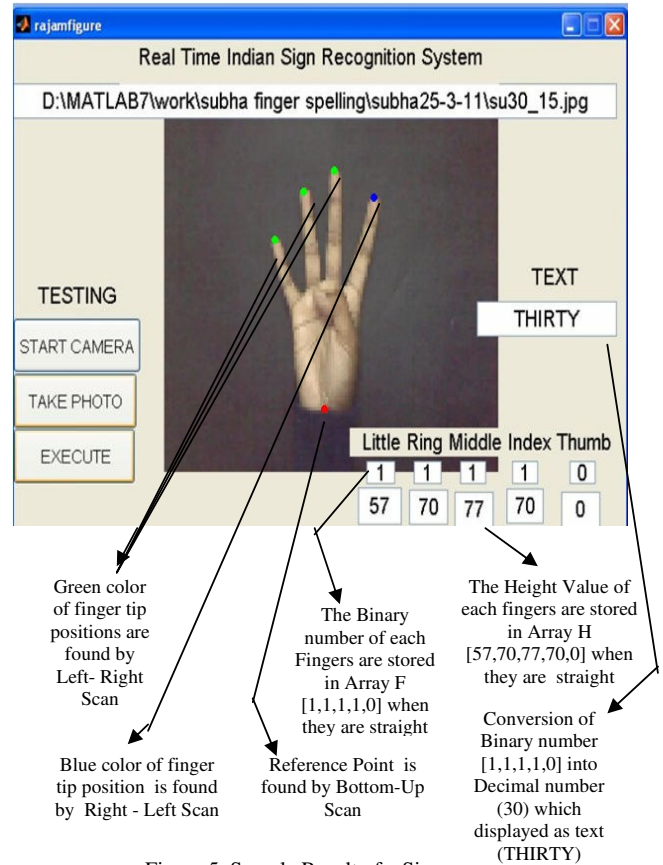 rajamfigure
Real Time Indian Sign Recognition System
D:\MATLAB7\work\subha finger spelling\subha25-3-11\su30_15.jpg
TESTING
START CAMERA
TAKE PHOTO
EXECUTE
TEXT
THIRTY
Little Ring Middle Index Thumb
1 1 1 1 0
57 70 77 70 0
Green color
of finger tip
positions are
found by
Left- Right
Scan
Blue color of finger
tip position is found
by Right - Left Scan
The Binary
number of each
Fingers are stored
in Array F
[1,1,1,1,0] when
they are straight
Reference Point is
found by Bottom-Up
Scan
The Height Value of
each fingers are stored
in Array H
[57,70,77,70,0] when
they are straight
Conversion of
Binary number
[1,1,1,1,0] into
Decimal number
(30) which
displayed as text
(THIRTY)